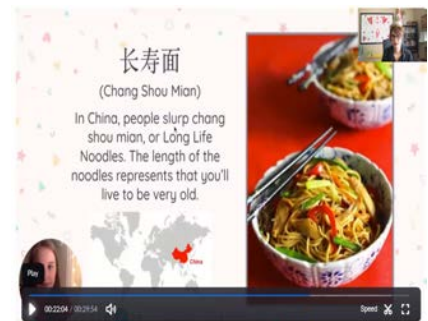 长寿面
(Chang Shou Mian)
In China, people slurp chang
shou mian, or Long Life
Noodles. The length of the
noodles represents that you'll
live to be very old.
China
Play
00:22:04 / 00:29:54
Speed